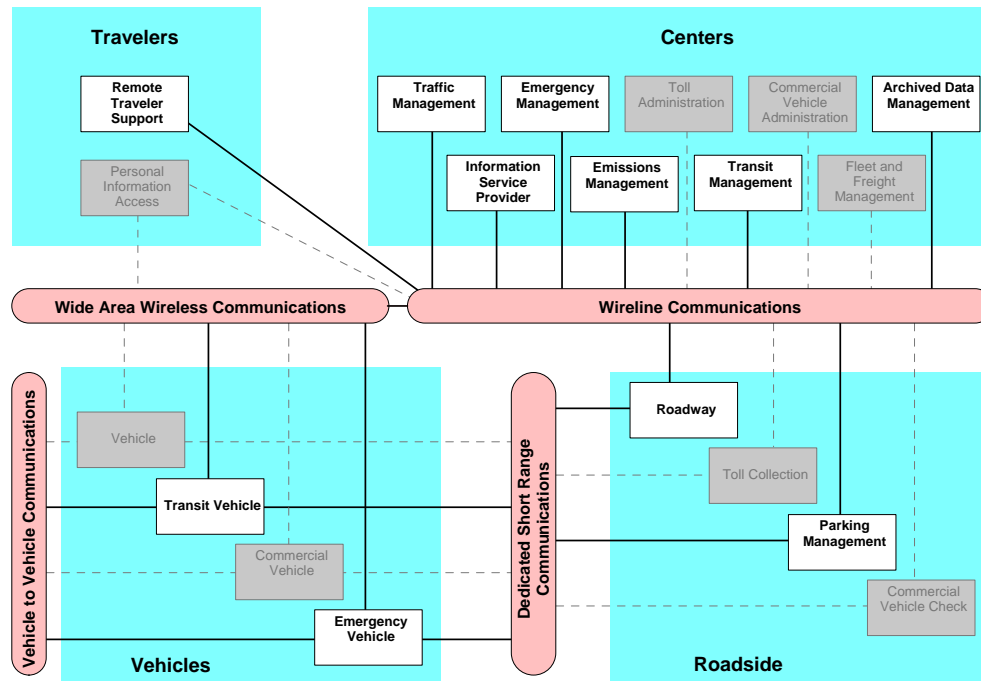 Travelers
Centers
Remote
Traveler
Support
Traffic
Management
Emergency
Management
Toll
Administration
Commercial
Vehicle
Administration
Archived Data
Management
Personal
Information
Access
Information
Service
Provider
Emissions
Management
Transit
Management
Fleet and
Freight
Management
Wide Area Wireless Communications
Wireline Communications
Vehicle to Vehicle Communications
Dedicated Short Range
Communications
Vehicle
Transit Vehicle
Commercial
Vehicle
Emergency
Vehicle
Vehicles
Roadway
Toll Collection
Parking
Management
Commercial
Vehicle Check
Roadside